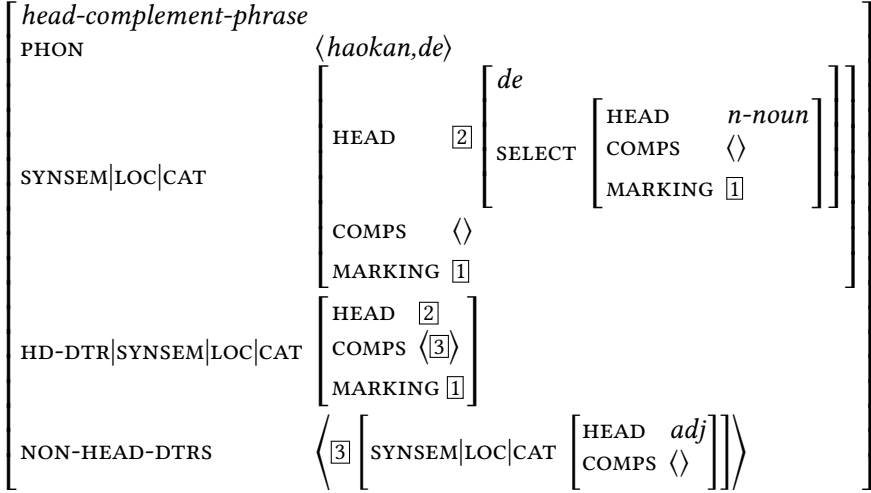 head-complement-phrase
PHON ⟨haokan,de⟩
SYNSEM|LOC|CAT
HEAD [2]
de
SELECT
HEAD n-noun
COMPS ⟨⟩
MARKING [1]
COMPS ⟨⟩
MARKING [1]
HD-DTR|SYNSEM|LOC|CAT
HEAD [2]
COMPS ⟨[3]⟩
MARKING [1]
NON-HEAD-DTRS ⟨[3] SYNSEM|LOC|CAT
HEAD adj
COMPS ⟨⟩ ⟩